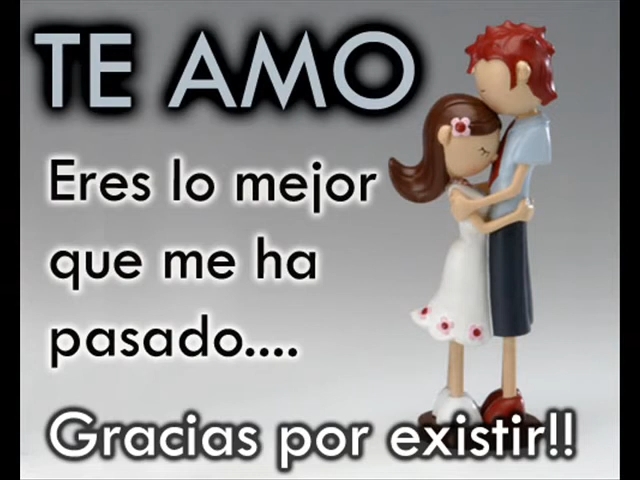 TE AMO
Eres lo mejor
que me ha
pasado....
Gracias por existir!!